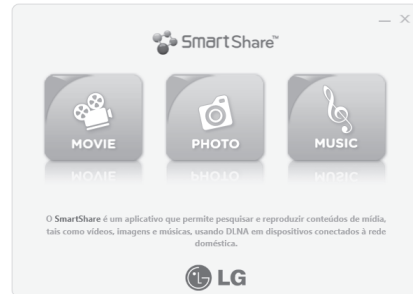 SmartShare™
MOVIE PHOTO MUSIC
O SmartShare é um aplicativo que permite pesquisar e reproduzir conteúdos de mídia,
tais como vídeos, imagens e músicas, usando DLNA em dispositivos conectados à rede
doméstica.
LG